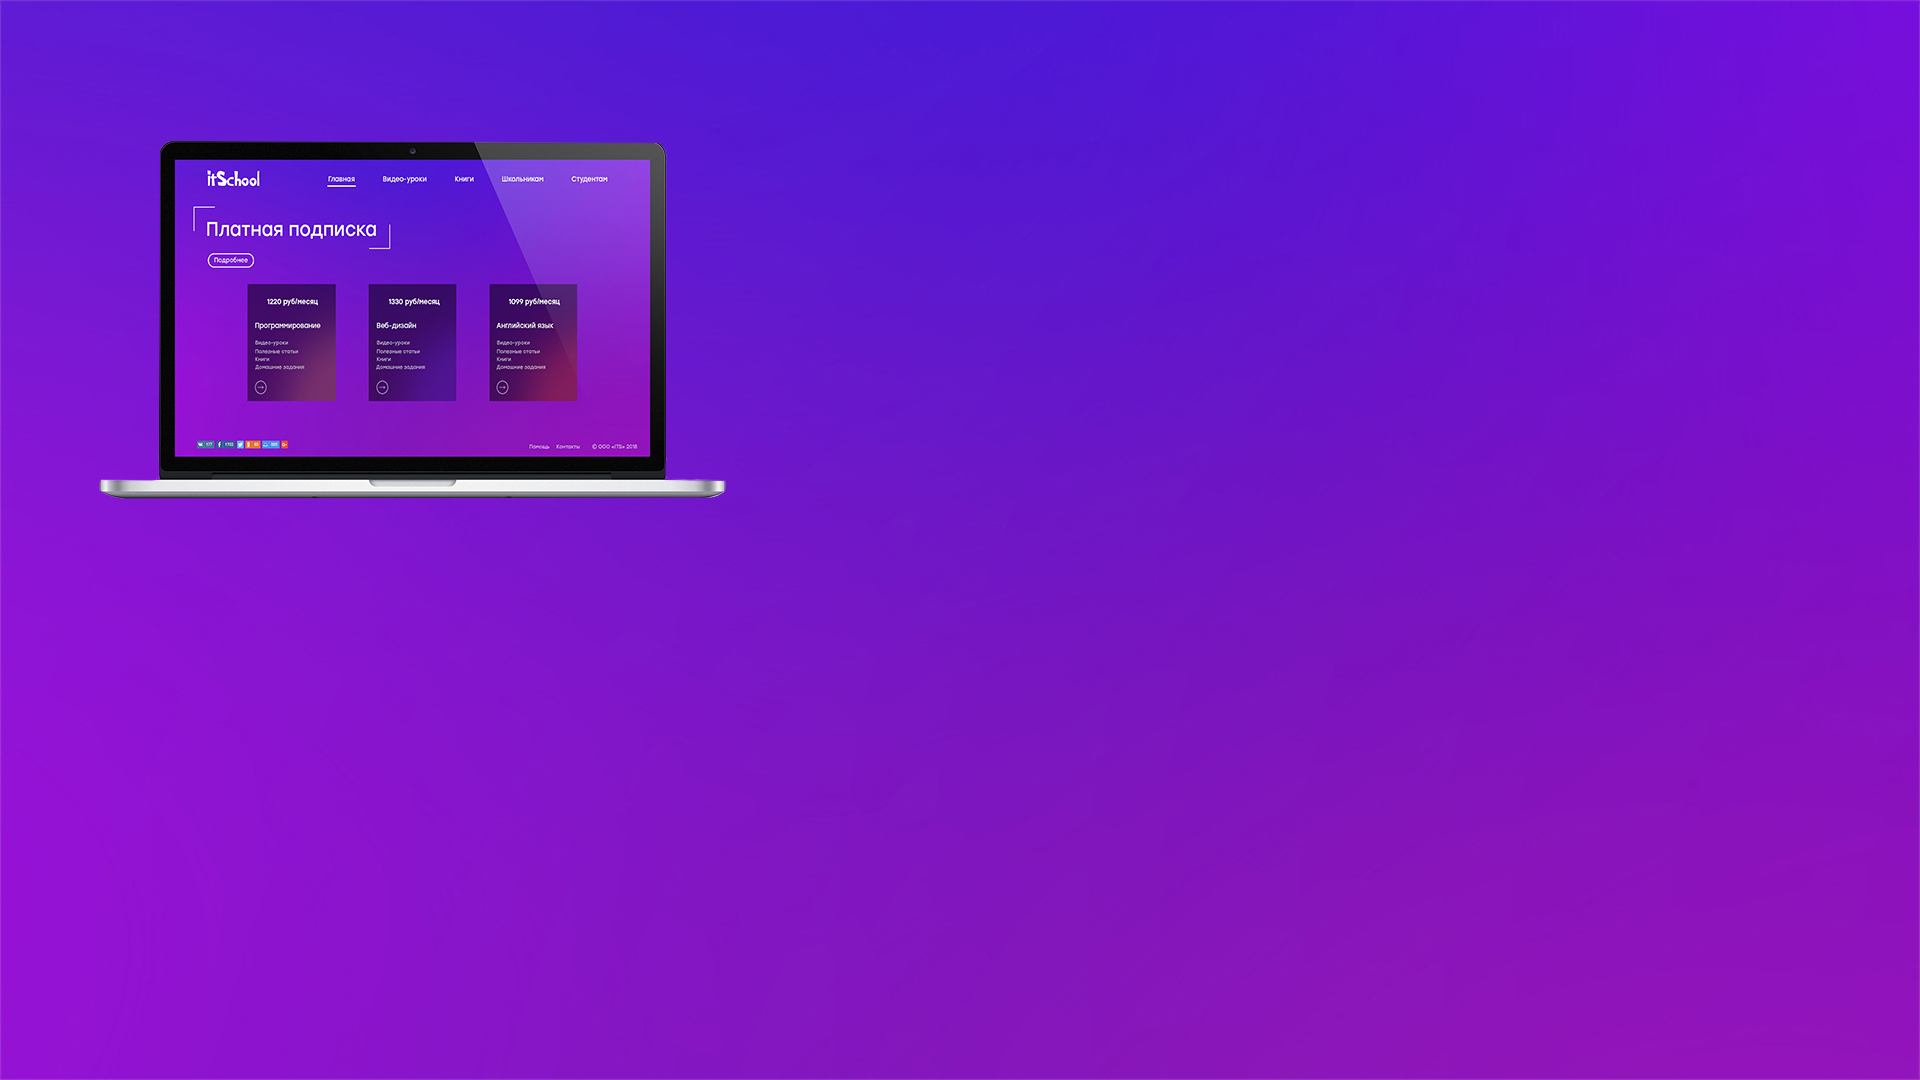 itSchool
Главная Видео-уроки Книги Школьникам Студентам
Платная подписка
Подробнее
1220 руб/месяц
Программирование
Видео-уроки
Полезные статьи
Книги
Домашние задания
1330 руб/месяц
Веб-дизайн
Видео-уроки
Полезные статьи
Книги
Домашние задания
1099 руб/месяц
Английский язык
Видео-уроки
Полезные статьи
Книги
Домашние задания
Помощь Контакты © ООО «ITS» 2018